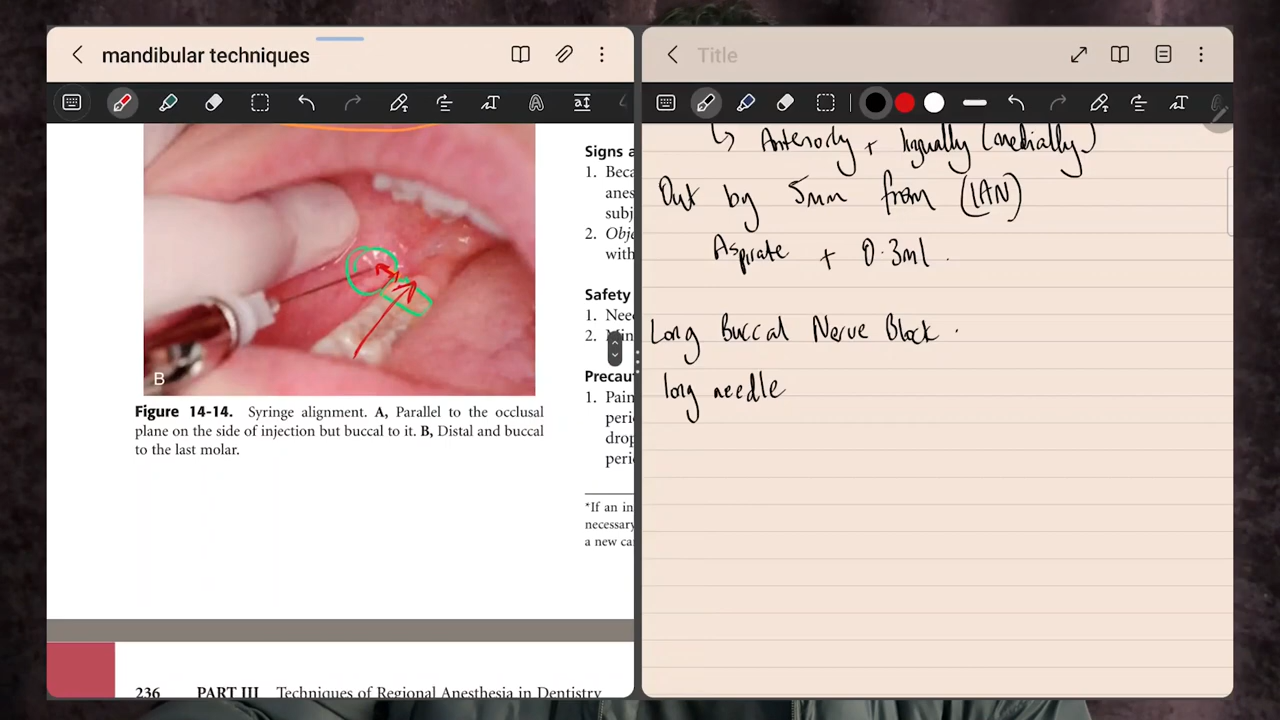 mandibular techniques
Title
B
Figure 14-14. Syringe alignment. A, Parallel to the occlusal
plane on the side of injection but buccal to it. B, Distal and buccal
to the last molar.
Signs a
1. Beca
anes
subj
2. Obje
with
Safety
1. Nee
2. Min
Precau
1. Pain
peri
drop
peri
*If an in
necessary
a new ca
236 PART III Techniques of Regional Anesthesia in Dentistry
↳ Anteriorly + lingually (medially)
Out by 5mm from (IAN)
Aspirate + 0.3ml.
Long Buccal Nerve Block.
long needle